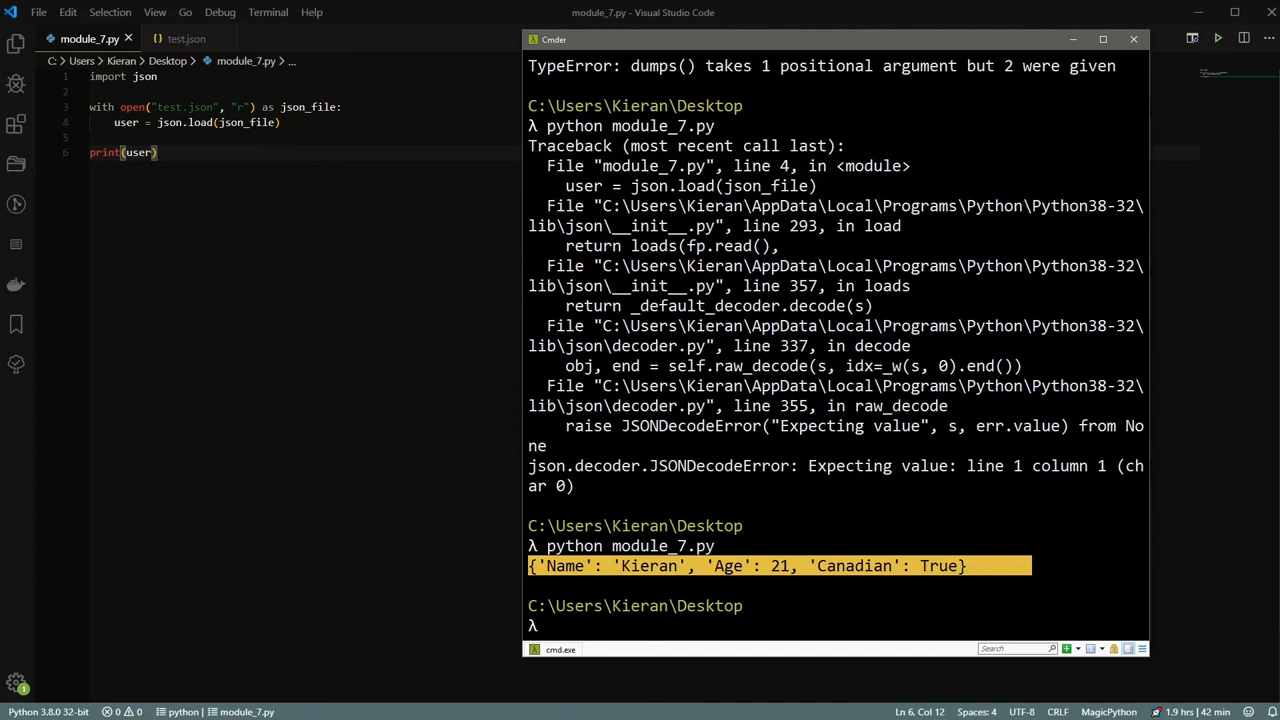 File Edit Selection View Go Debug Terminal Help
module_7.py - Visual Studio Code
module_7.py
test.json
C: > Users > Kieran > Desktop > module_7.py > ...
1 import json
2
3 with open("test.json", "r") as json_file:
4 user = json.load(json_file)
5
6 print(user)
Cmder
TypeError: dumps() takes 1 positional argument but 2 were given
C:\Users\Kieran\Desktop
λ python module_7.py
Traceback (most recent call last):
File "module_7.py", line 4, in <module>
user = json.load(json_file)
File "C:\Users\Kieran\AppData\Local\Programs\Python\Python38-32\
lib\json\__init__.py", line 293, in load
return loads(fp.read(),
File "C:\Users\Kieran\AppData\Local\Programs\Python\Python38-32\
lib\json\__init__.py", line 357, in loads
return _default_decoder.decode(s)
File "C:\Users\Kieran\AppData\Local\Programs\Python\Python38-32\
lib\json\decoder.py", line 337, in decode
obj, end = self.raw_decode(s, idx=_w(s, 0).end())
File "C:\Users\Kieran\AppData\Local\Programs\Python\Python38-32\
lib\json\decoder.py", line 355, in raw_decode
raise JSONDecodeError("Expecting value", s, err.value) from No
ne
json.decoder.JSONDecodeError: Expecting value: line 1 column 1 (ch
ar 0)
C:\Users\Kieran\Desktop
λ python module_7.py
{'Name': 'Kieran', 'Age': 21, 'Canadian': True}
C:\Users\Kieran\Desktop
λ
cmd.exe
Search
1
Python 3.8.0 32-bit
0 0
python
module_7.py
Ln 6, Col 12 Spaces: 4 UTF-8 CRLF MagicPython 1.9 hrs | 42 min